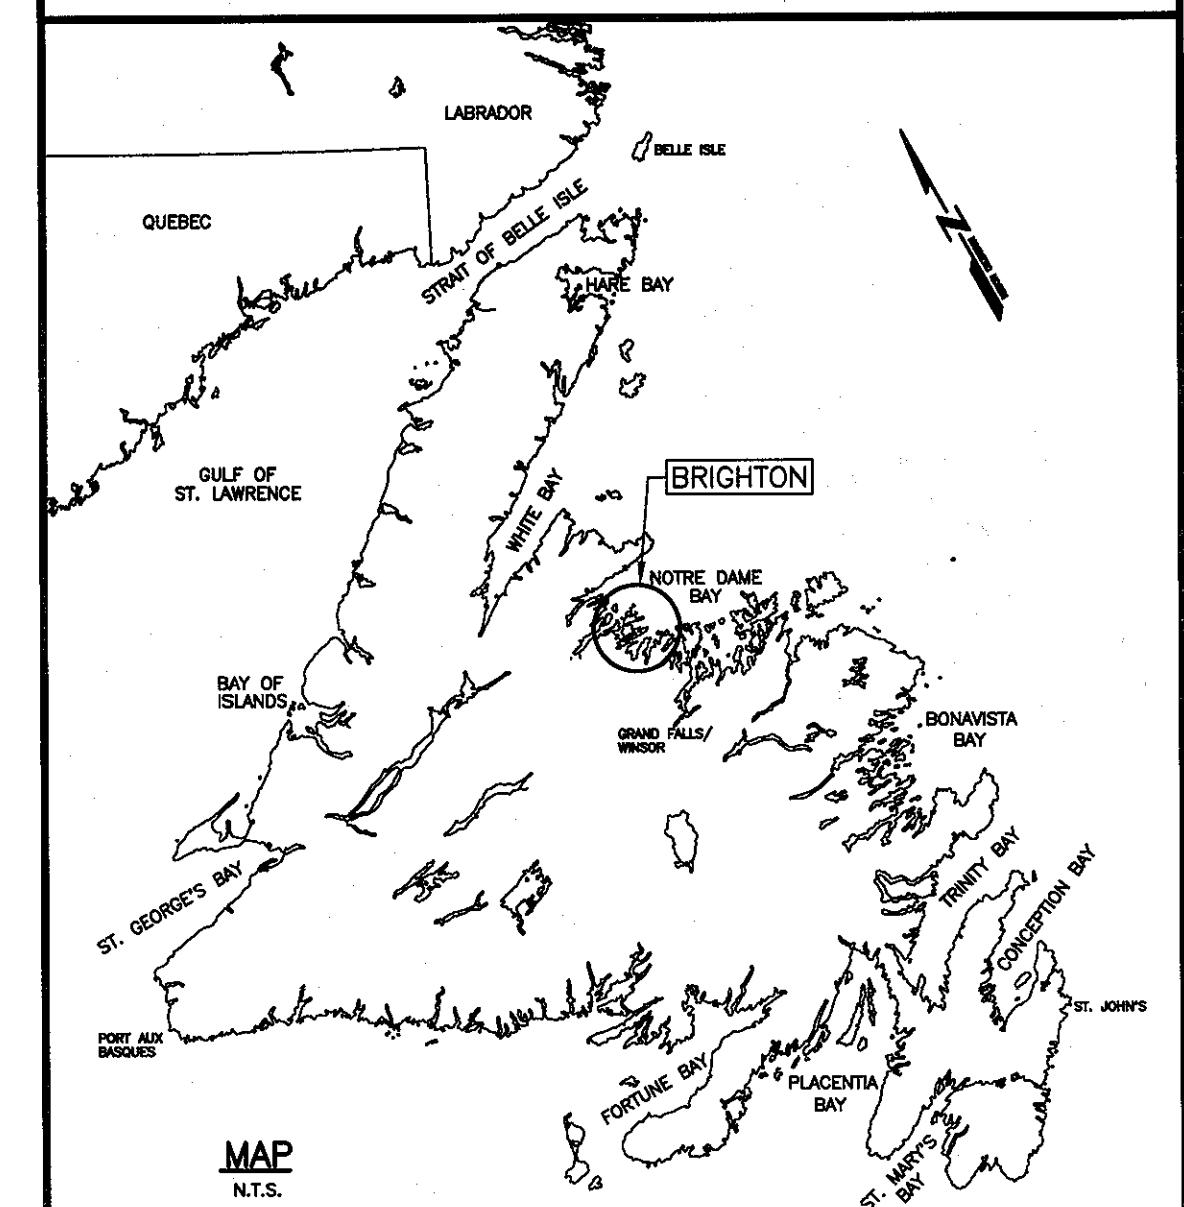 LABRADOR
BELLE ISLE
QUEBEC
STRAIT OF BELLE ISLE
N
HARE BAY
GULF OF
ST. LAWRENCE
WHITE BAY
BRIGHTON
NOTRE DAME
BAY
BAY OF
ISLANDS
GRAND FALLS/
WINSOR
BONAVISTA
BAY
TRINITY BAY
CONCEPTION BAY
ST. GEORGE'S BAY
ST. JOHN'S
PORT AUX
BASQUES
FORTUNE BAY
PLACENTIA
BAY
ST. MARY'S
BAY
MAP
N.T.S.